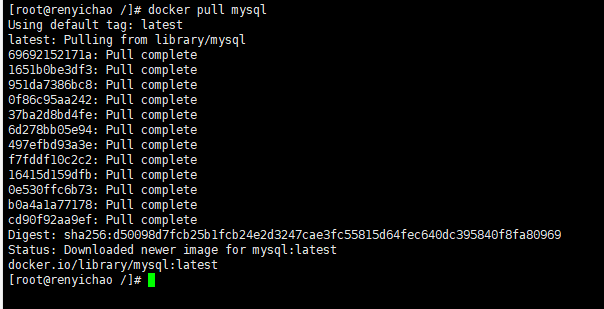 [root@renyichao /]# docker pull mysql
Using default tag: latest
latest: Pulling from library/mysql
69692152171a: Pull complete
1651b0be3df3: Pull complete
951da7386bc8: Pull complete
0f86c95aa242: Pull complete
37ba2d8bd4fe: Pull complete
6d278bb05e94: Pull complete
497efbd93a3e: Pull complete
f7fddf10c2c2: Pull complete
16415d159dfb: Pull complete
0e530ffc6b73: Pull complete
b0a4a1a77178: Pull complete
cd90f92aa9ef: Pull complete
Digest: sha256:d50098d7fcb25b1fcb24e2d3247cae3fc55815d64fec640dc395840f8fa80969
Status: Downloaded newer image for mysql:latest
docker.io/library/mysql:latest
[root@renyichao /]#